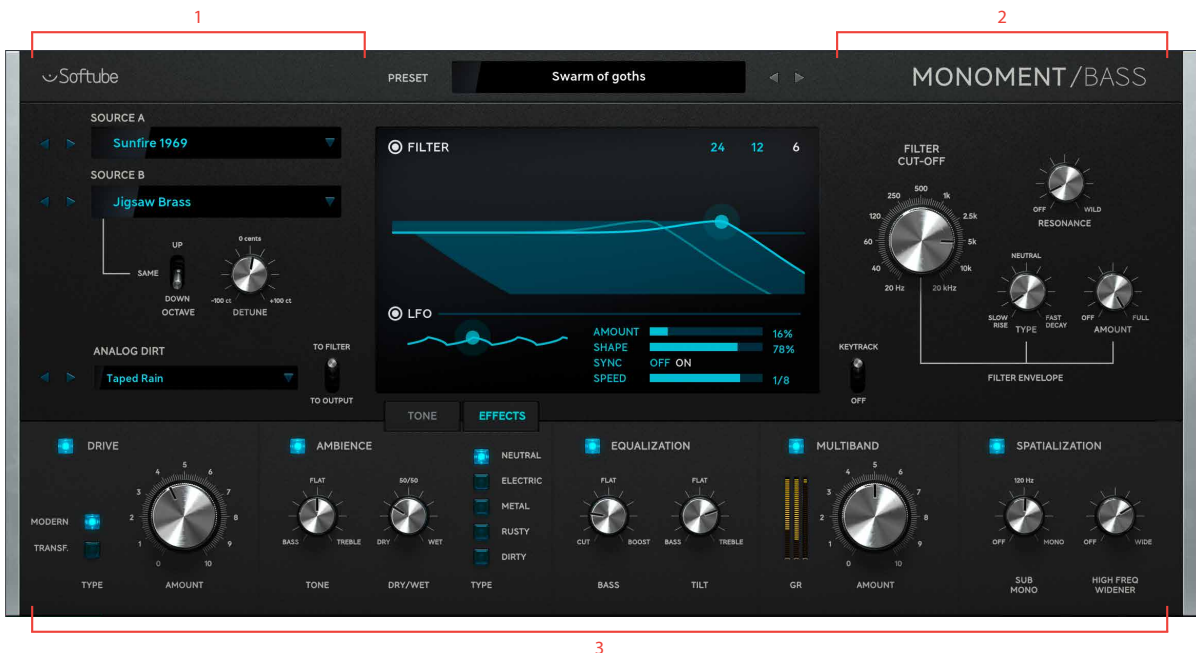 1
2
Softube
PRESET
Swarm of goths
MONOMENT/BASS
SOURCE A
Sunfire 1969
SOURCE B
Jigsaw Brass
UP
SAME
DOWN
OCTAVE
0 cents
-100 ct
+100 ct
DETUNE
ANALOG DIRT
Taped Rain
TO FILTER
TO OUTPUT
FILTER
24 12 6
LFO
AMOUNT 16%
SHAPE 78%
SYNC OFF ON
SPEED 1/8
FILTER
CUT-OFF
500
250 1k
120 2.5k
60 5k
40 10k
20 Hz 20 kHz
OFF WILD
RESONANCE
NEUTRAL
SLOW
RISE
FAST
DECAY
TYPE
OFF FULL
AMOUNT
KEYTRACK
OFF
FILTER ENVELOPE
TONE
EFFECTS
DRIVE
MODERN
TRANSF.
TYPE
0 1 2 3 4 5 6 7 8 9 10
AMOUNT
AMBIENCE
FLAT
BASS TREBLE
TONE
50/50
DRY WET
DRY/WET
NEUTRAL
ELECTRIC
METAL
RUSTY
DIRTY
TYPE
EQUALIZATION
FLAT
CUT BOOST
BASS
FLAT
BASS TREBLE
TILT
MULTIBAND
GR
0 1 2 3 4 5 6 7 8 9 10
AMOUNT
SPATIALIZATION
120 Hz
OFF MONO
SUB
MONO
OFF WIDE
HIGH FREQ
WIDENER
3